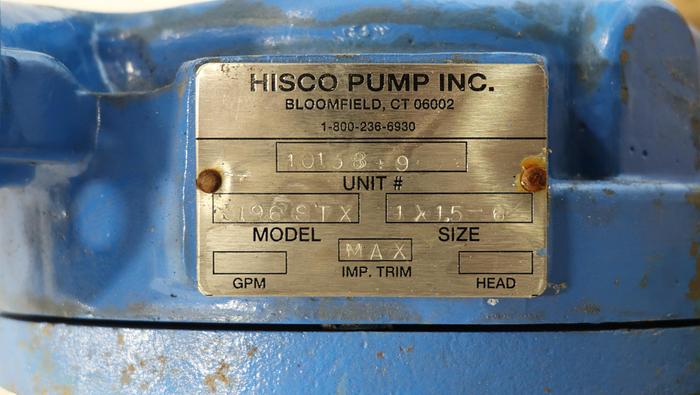 HISCO PUMP INC.
BLOOMFIELD, CT 06002
1-800-236-6930
UNIT #
1X1.5-6
MODEL SIZE
MAX
GPM IMP. TRIM HEAD